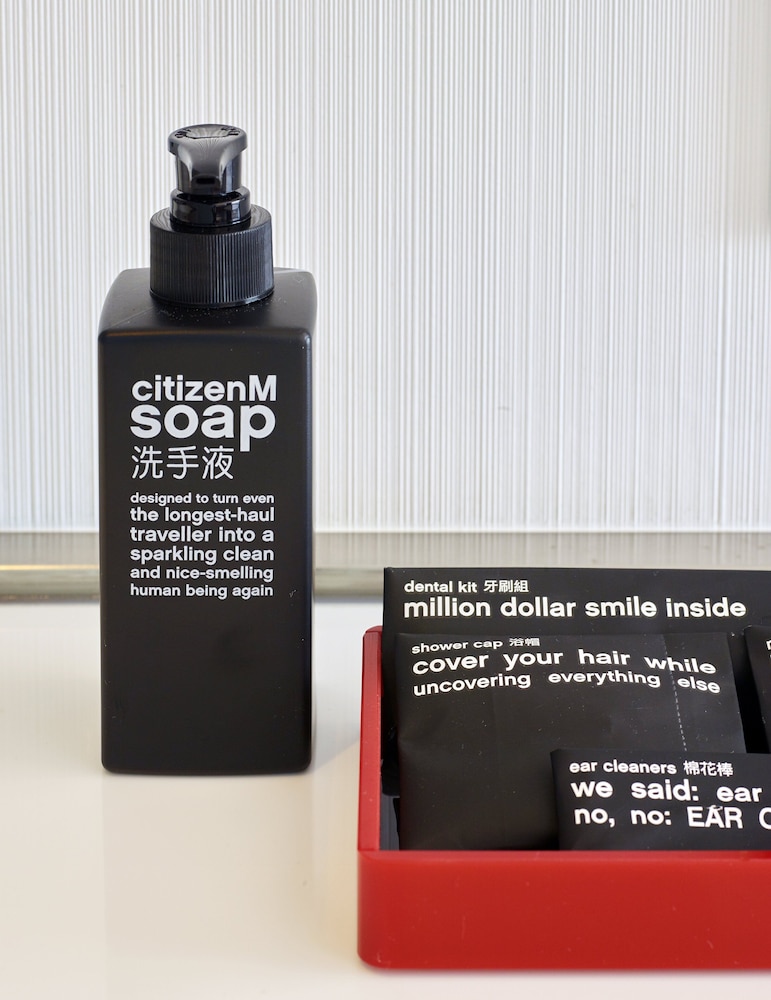 citizenM
soap
洗手液
designed to turn even
the longest-haul
traveller into a
sparkling clean
and nice-smelling
human being again
dental kit 牙刷組
million dollar smile inside
shower cap 浴帽
cover your hair while
uncovering everything else
ear cleaners 棉花棒
we said: ear
no, no: EAR